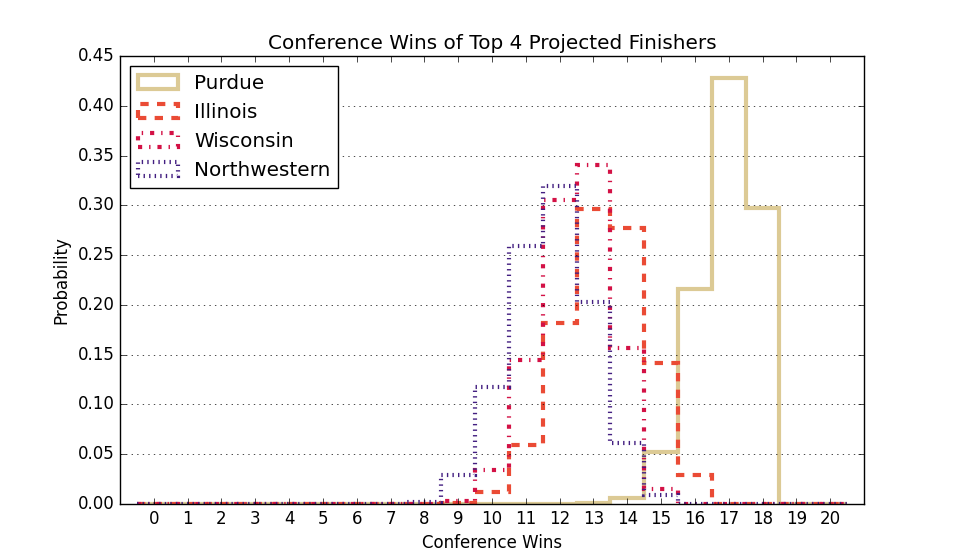 Conference Wins of Top 4 Projected Finishers
0.45
0.40
0.35
0.30
0.25
0.20
0.15
0.10
0.05
0.00
Probability
Purdue
Illinois
Wisconsin
Northwestern
0 1 2 3 4 5 6 7 8 9 10 11 12 13 14 15 16 17 18 19 20
Conference Wins